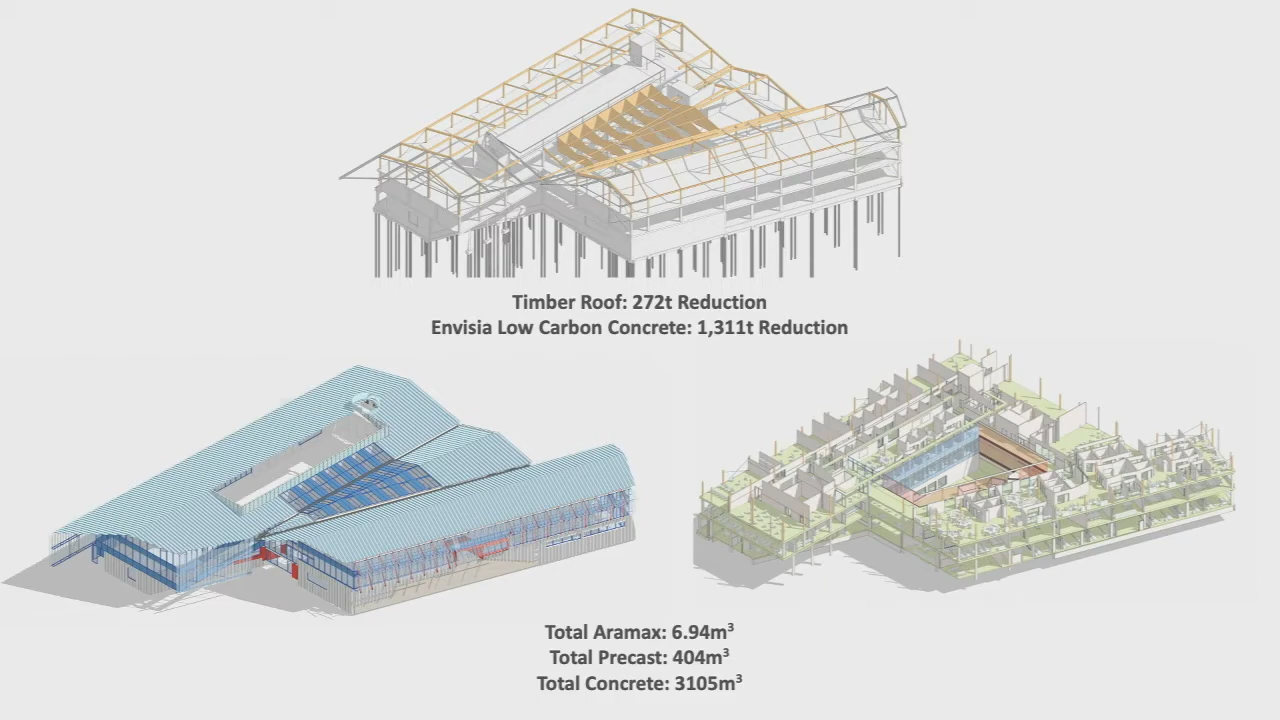 Timber Roof: 272t Reduction
Envisia Low Carbon Concrete: 1,311t Reduction
Total Aramax: 6.94m³
Total Precast: 404m³
Total Concrete: 3105m³